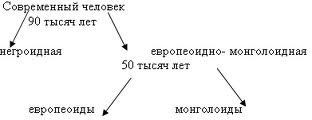 Современный человек
90 тысяч лет
негроидная европеоидно- монголоидная
50 тысяч лет
европеоиды монголоиды